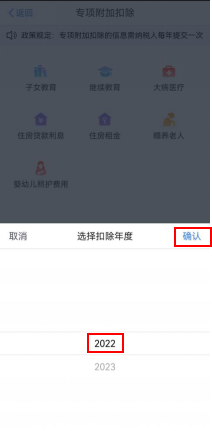 返回 专项附加扣除
政策规定：专项附加扣除的信息需纳税人每年提交一次
子女教育 继续教育 大病医疗
住房贷款利息 住房租金 赡养老人
婴幼儿照护费用
取消 选择扣除年度 确认
2022
2023